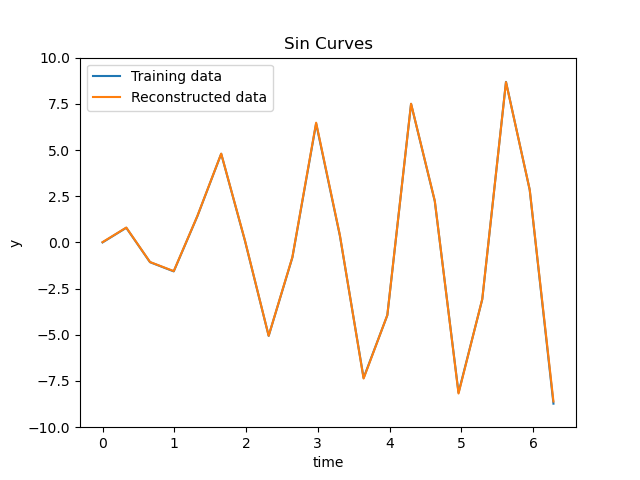 Sin Curves
10.0
7.5
5.0
2.5
0.0
−2.5
−5.0
−7.5
−10.0
y
Training data
Reconstructed data
0 1 2 3 4 5 6
time